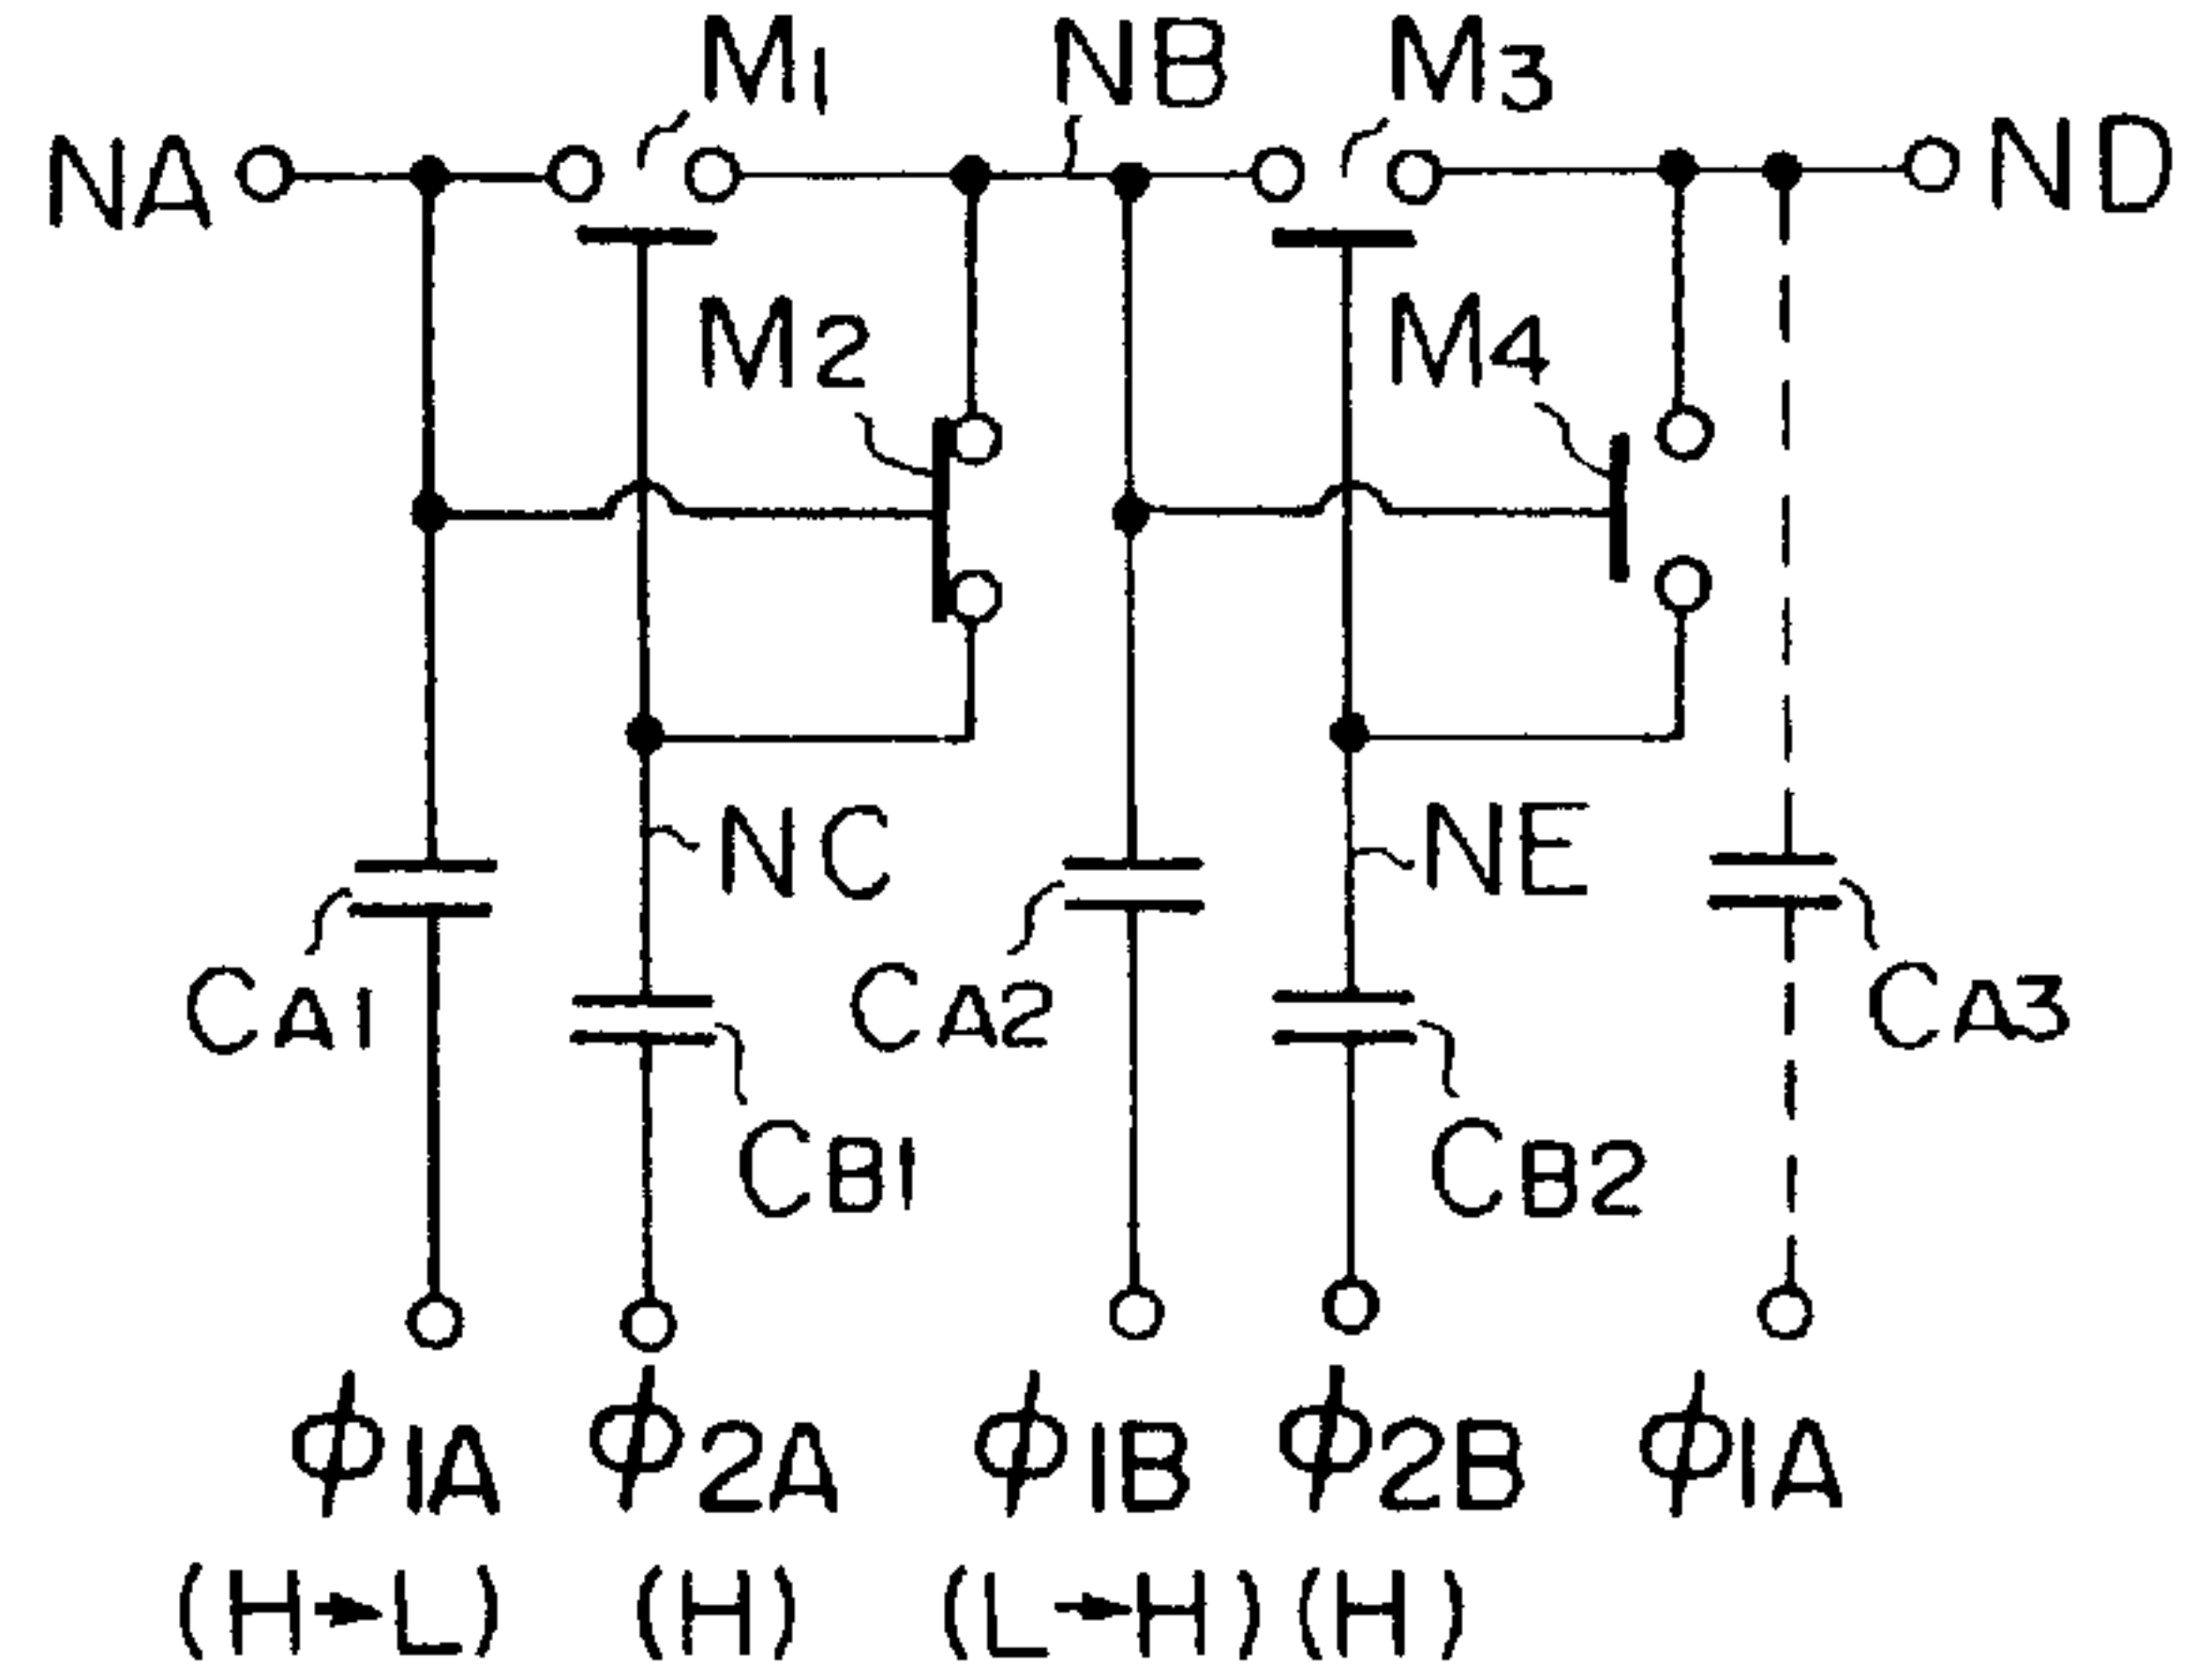 M1 NB M3
NA ND
M2 M4
NC NE
CA1 CA2 CA3
CB1 CB2
ϕ1A ϕ2A ϕ1B ϕ2B ϕ1A
(H→L) (H) (L→H) (H)